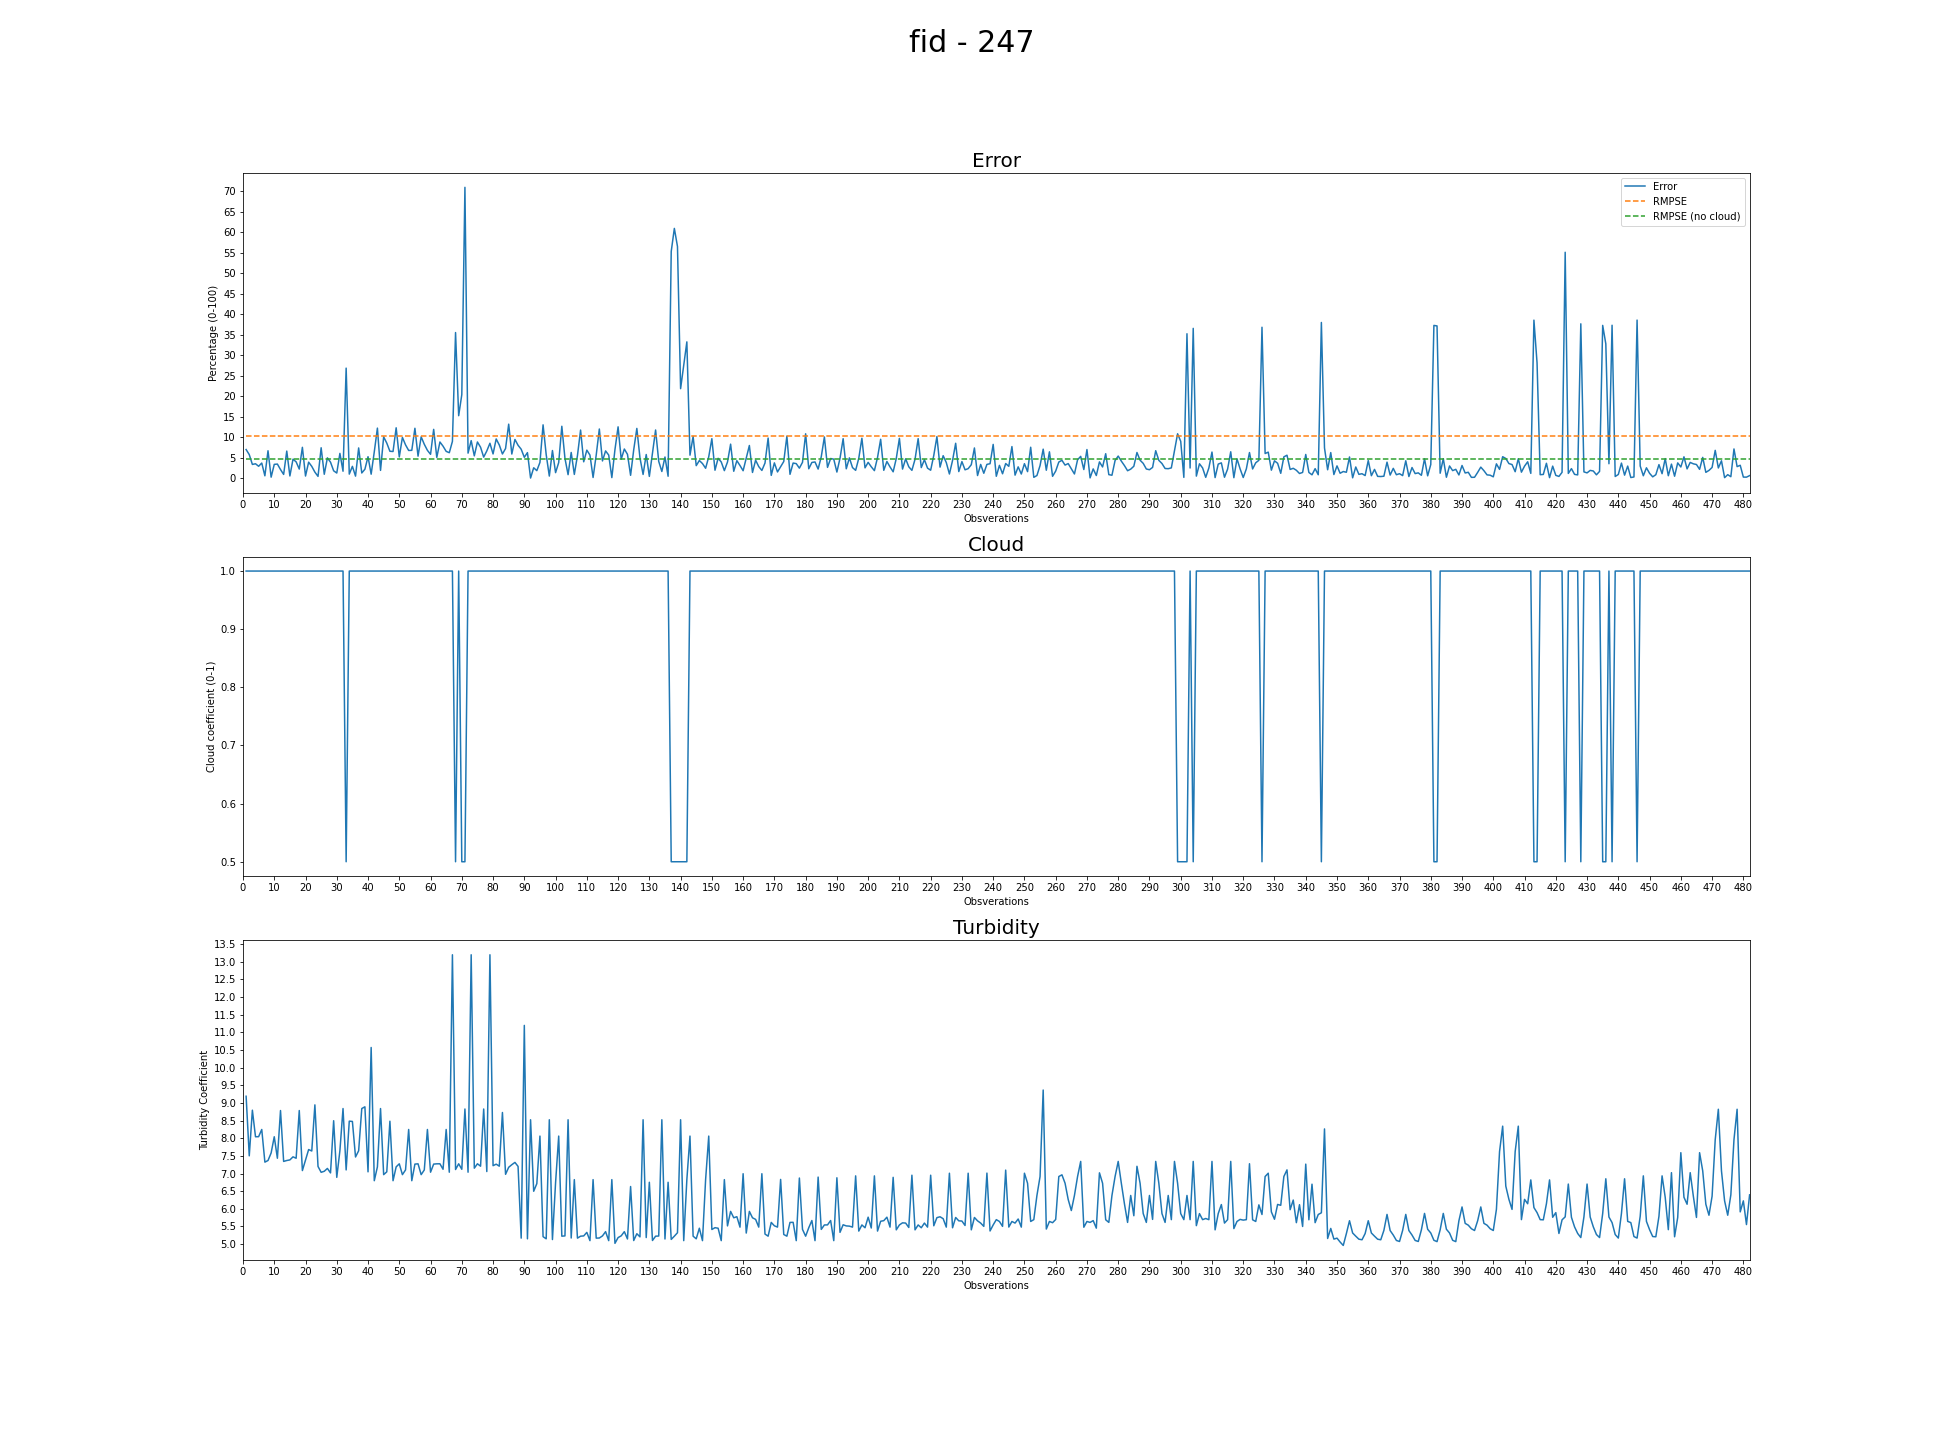 fid - 247
Error
Percentage (0-100)
70
65
60
55
50
45
40
35
30
25
20
15
10
5
0
Error
RMPSE
RMPSE (no cloud)
0 10 20 30 40 50 60 70 80 90 100 110 120 130 140 150 160 170 180 190 200 210 220 230 240 250 260 270 280 290 300 310 320 330 340 350 360 370 380 390 400 410 420 430 440 450 460 470 480
Obsverations
Cloud
Cloud coefficient (0-1)
1.0
0.9
0.8
0.7
0.6
0.5
0 10 20 30 40 50 60 70 80 90 100 110 120 130 140 150 160 170 180 190 200 210 220 230 240 250 260 270 280 290 300 310 320 330 340 350 360 370 380 390 400 410 420 430 440 450 460 470 480
Obsverations
Turbidity
Turbidity Coefficient
13.5
13.0
12.5
12.0
11.5
11.0
10.5
10.0
9.5
9.0
8.5
8.0
7.5
7.0
6.5
6.0
5.5
5.0
0 10 20 30 40 50 60 70 80 90 100 110 120 130 140 150 160 170 180 190 200 210 220 230 240 250 260 270 280 290 300 310 320 330 340 350 360 370 380 390 400 410 420 430 440 450 460 470 480
Obsverations